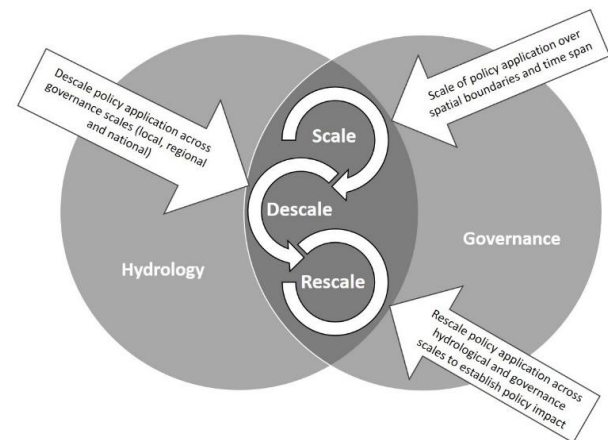 Descale policy application across
governance scales (local, regional
and national)
Scale of policy application over
spatial boundaries and time span
Scale
Descale
Rescale
Hydrology
Governance
Rescale policy application across
hydrological and governance
scales to establish policy impact